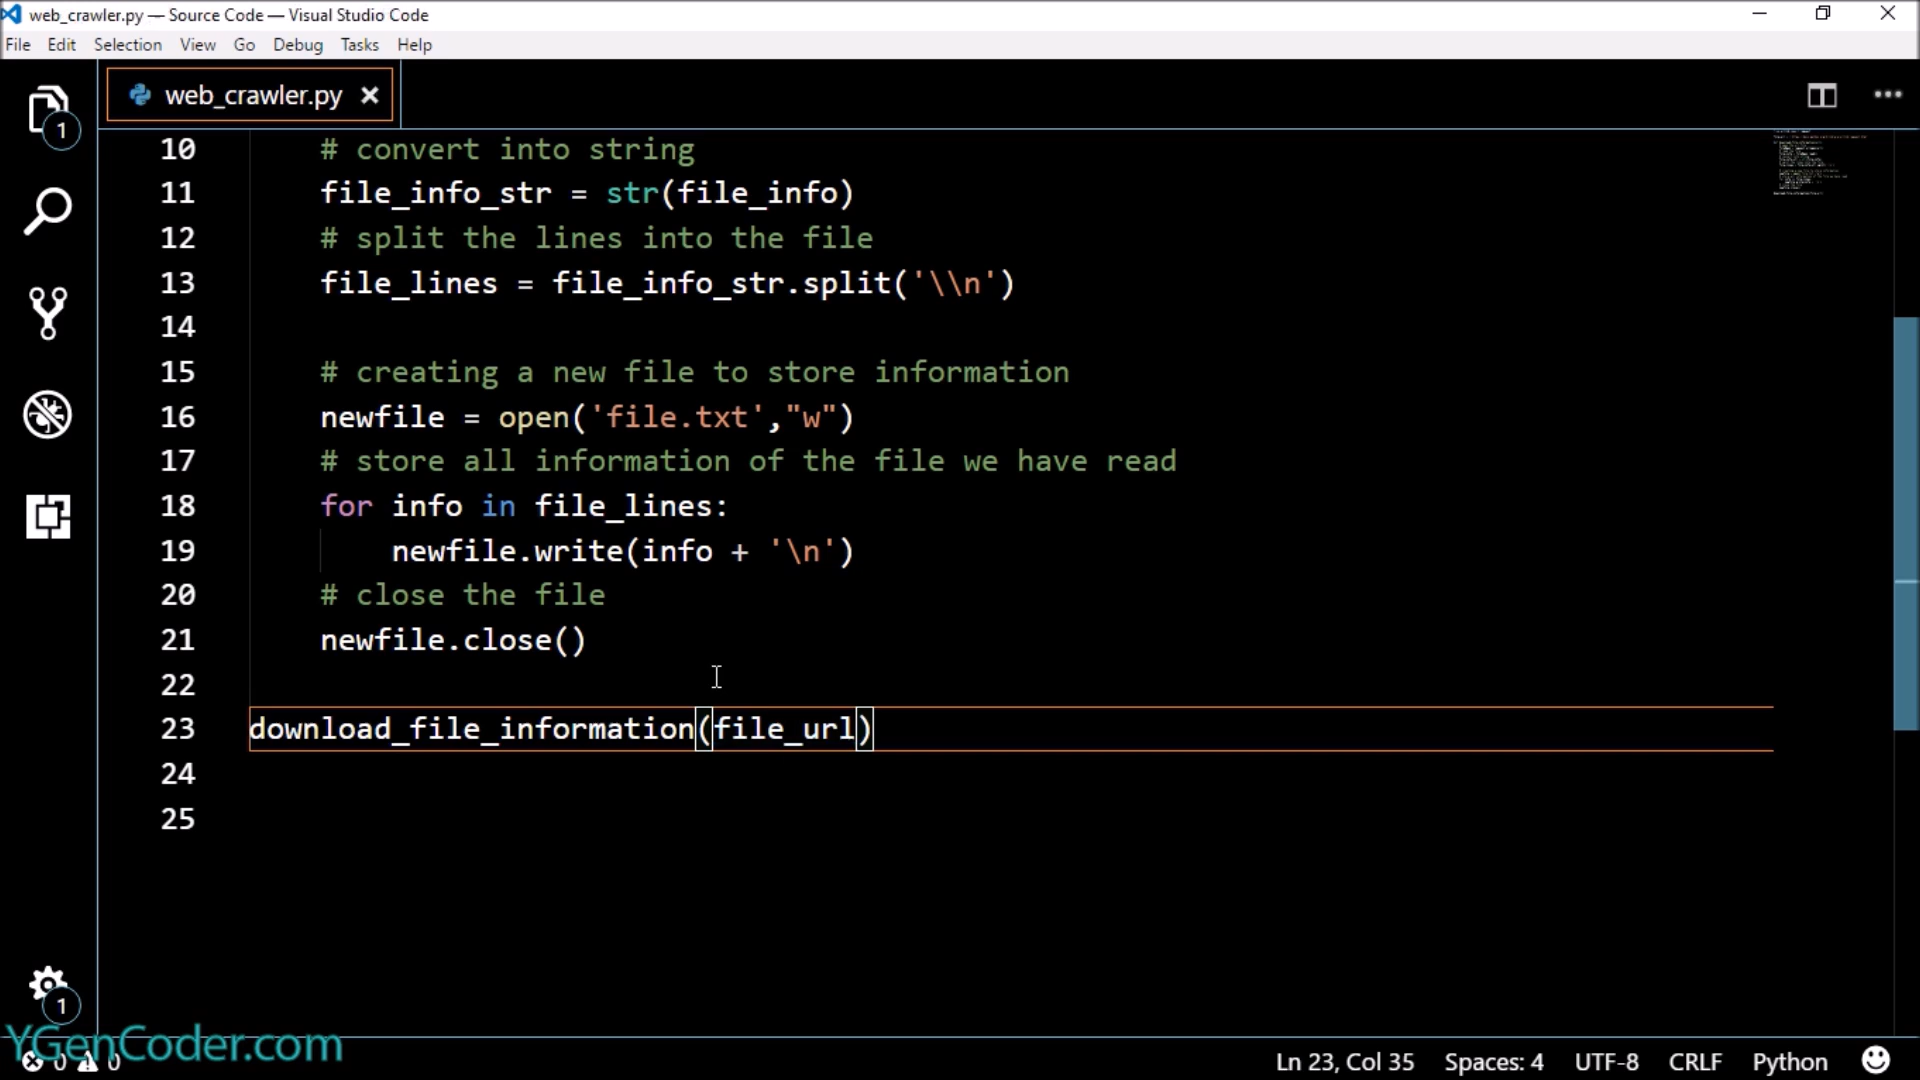 web_crawler.py — Source Code — Visual Studio Code
File Edit Selection View Go Debug Tasks Help
1 web_crawler.py
10 # convert into string
11 file_info_str = str(file_info)
12 # split the lines into the file
13 file_lines = file_info_str.split('\\n')
14
15 # creating a new file to store information
16 newfile = open('file.txt',"w")
17 # store all information of the file we have read
18 for info in file_lines:
19 newfile.write(info + '\n')
20 # close the file
21 newfile.close()
22
23 download_file_information(file_url)
24
25
1
YGenCoder.com
0 0 Ln 23, Col 35 Spaces: 4 UTF-8 CRLF Python